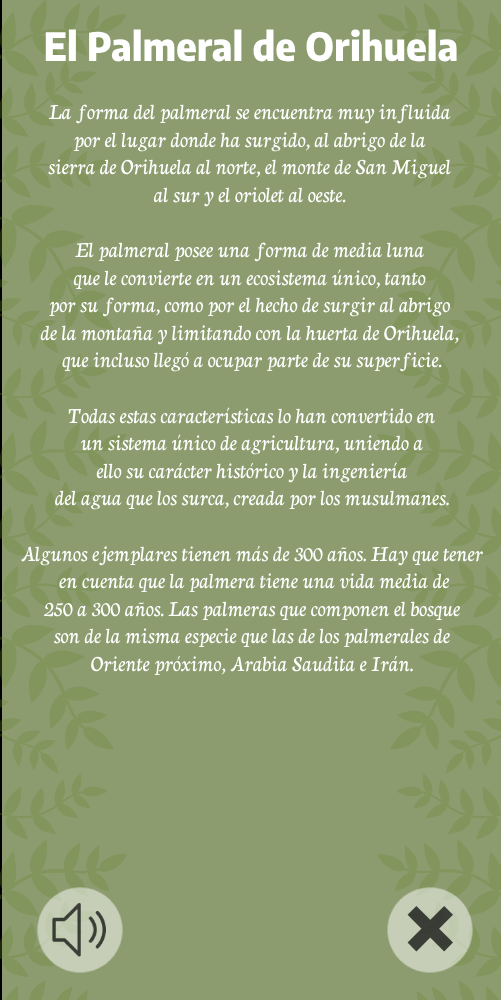 El Palmeral de Orihuela
La forma del palmeral se encuentra muy influida
por el lugar donde ha surgido, al abrigo de la
sierra de Orihuela al norte, el monte de San Miguel
al sur y el oriolet al oeste.
El palmeral posee una forma de media luna
que le convierte en un ecosistema único, tanto
por su forma, como por el hecho de surgir al abrigo
de la montaña y limitando con la huerta de Orihuela,
que incluso llegó a ocupar parte de su superficie.
Todas estas características lo han convertido en
un sistema único de agricultura, uniendo a
ello su carácter histórico y la ingeniería
del agua que los surca, creada por los musulmanes.
Algunos ejemplares tienen más de 300 años. Hay que tener
en cuenta que la palmera tiene una vida media de
250 a 300 años. Las palmeras que componen el bosque
son de la misma especie que las de los palmerales de
Oriente próximo, Arabia Saudita e Irán.